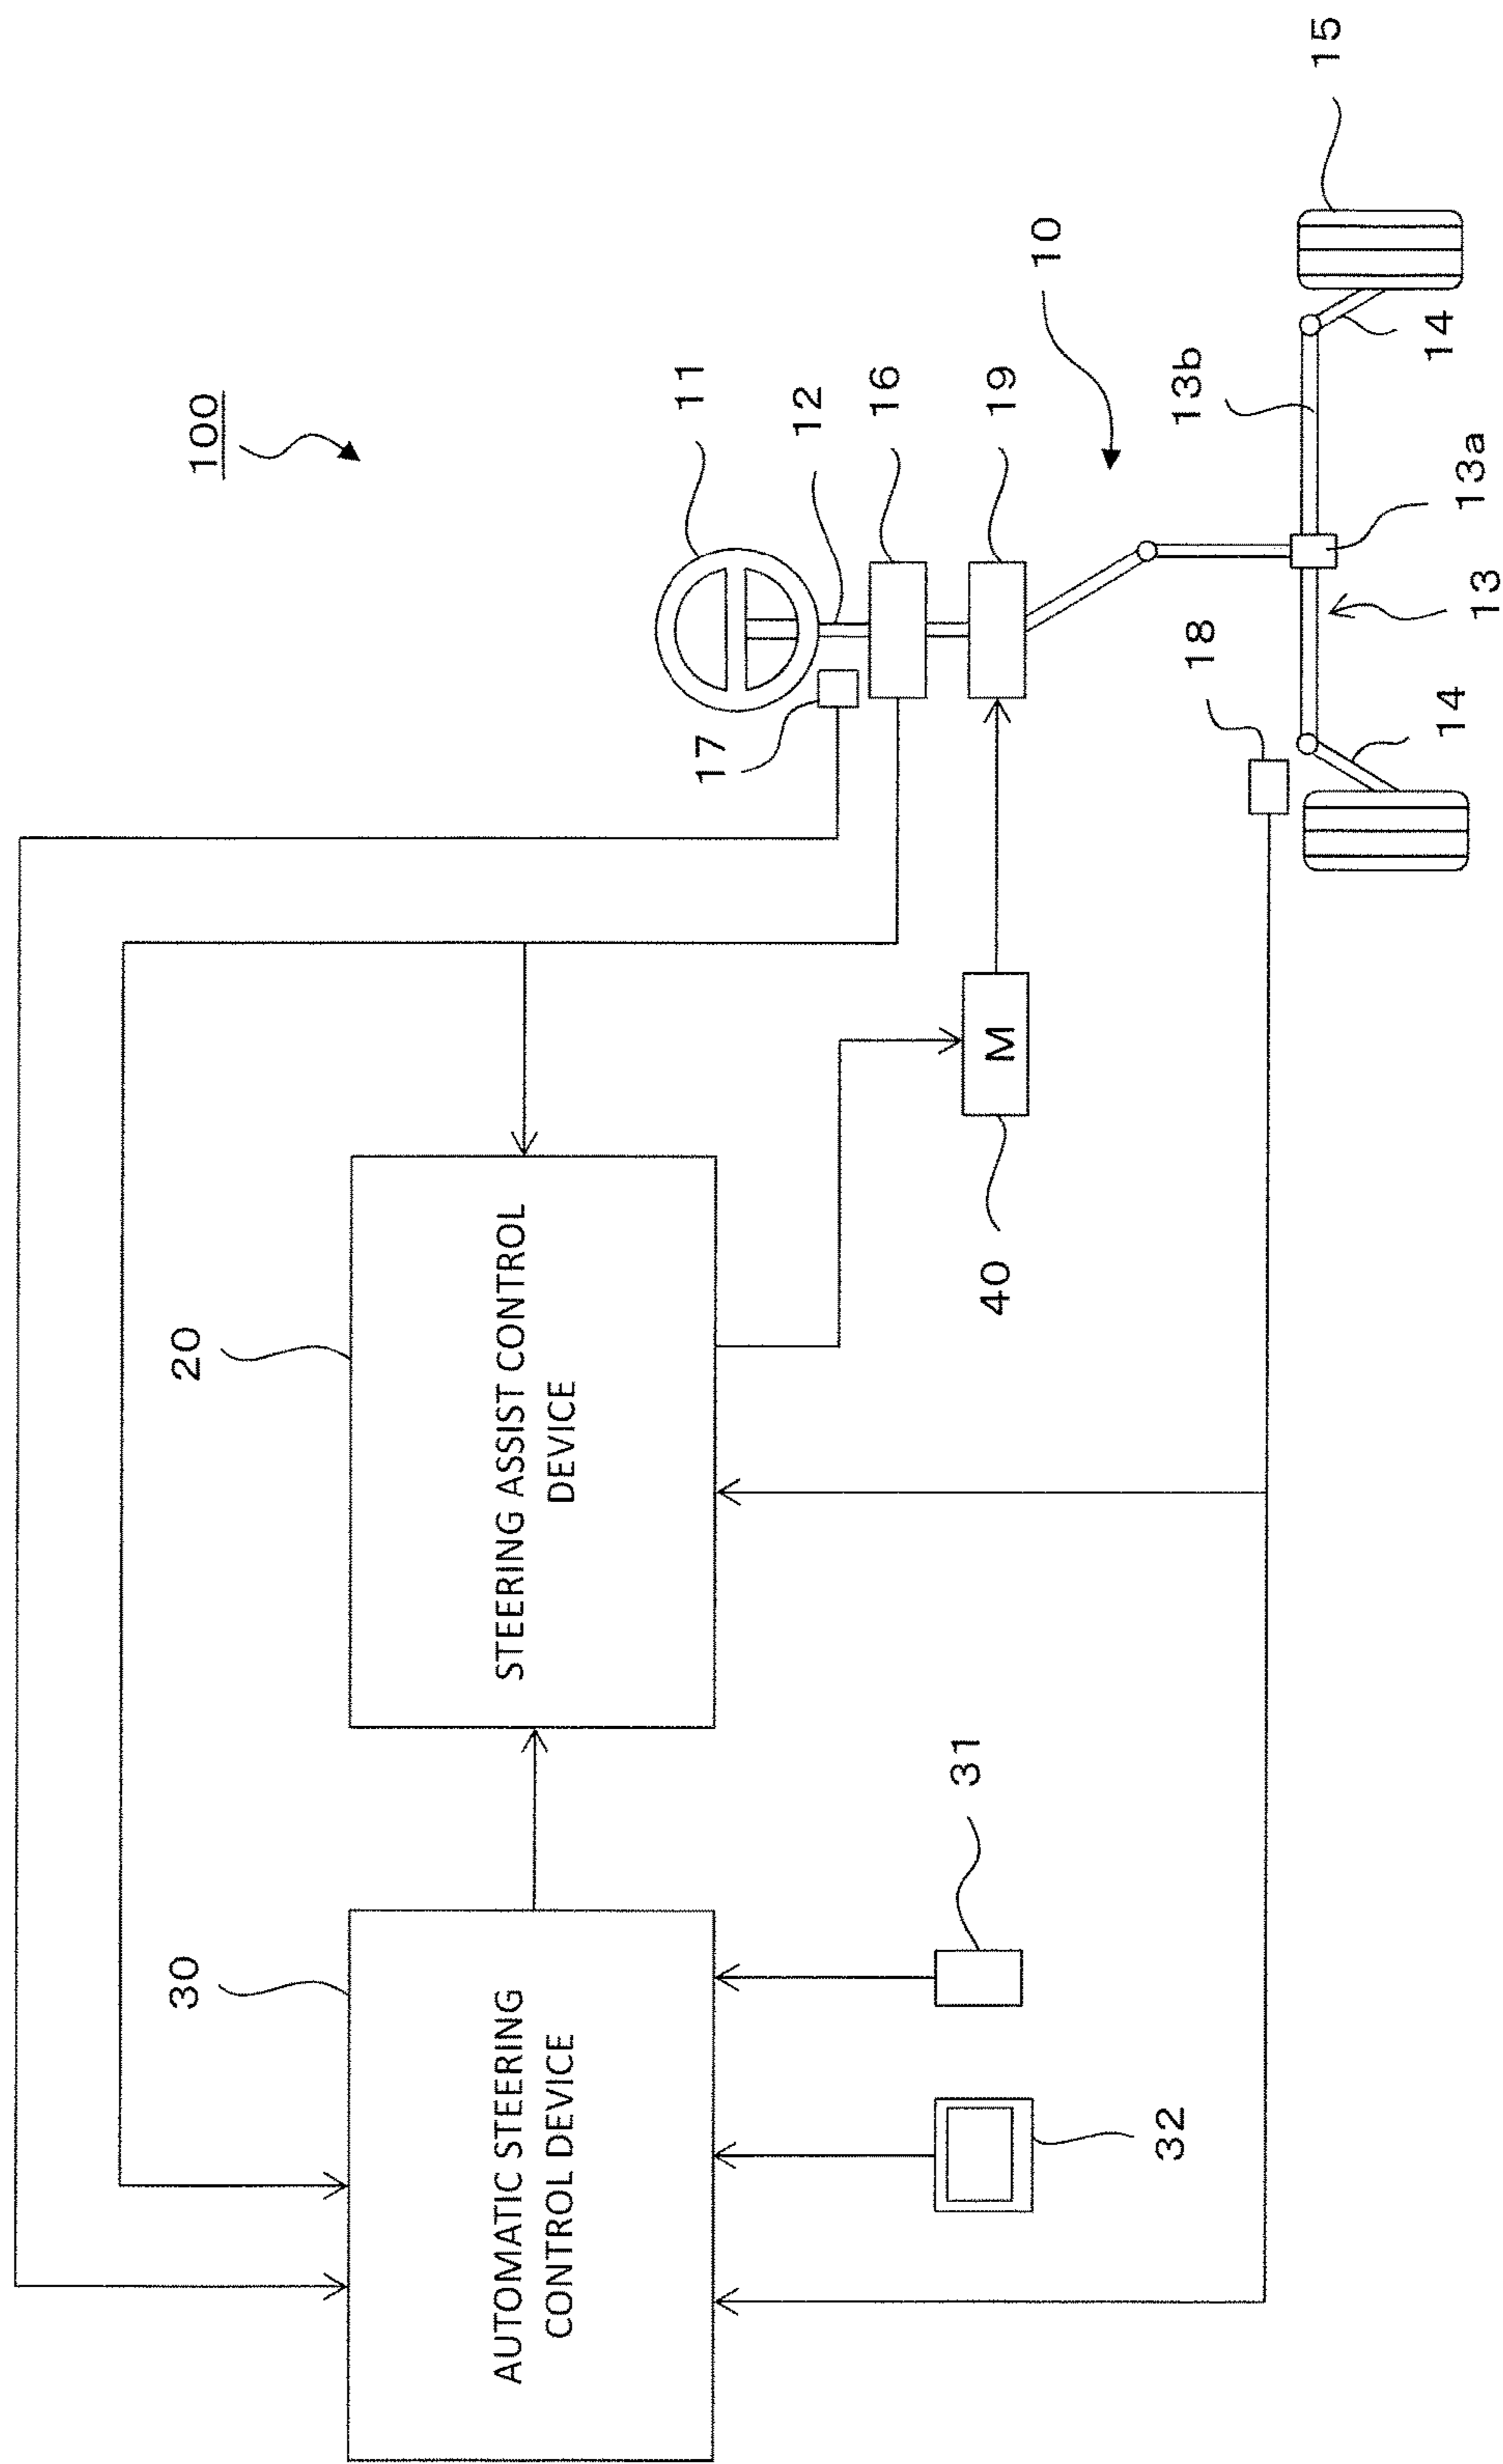 100
30
20
AUTOMATIC STEERING
CONTROL DEVICE
STEERING ASSIST CONTROL
DEVICE
11
17
12
16
31
40
M
19
10
32
18
13b
15
14
14
13
13a